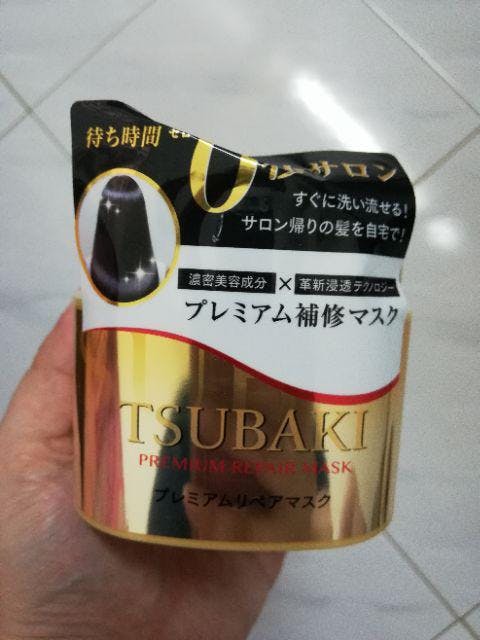 待ち時間 ゼロ
0 サロン
すぐに洗い流せる!
サロン帰りの髪を自宅で!
濃密美容成分 × 革新浸透テクノロジー
プレミアム補修マスク
TSUBAKI
PREMIUM REPAIR MASK
プレミアムリペアマスク